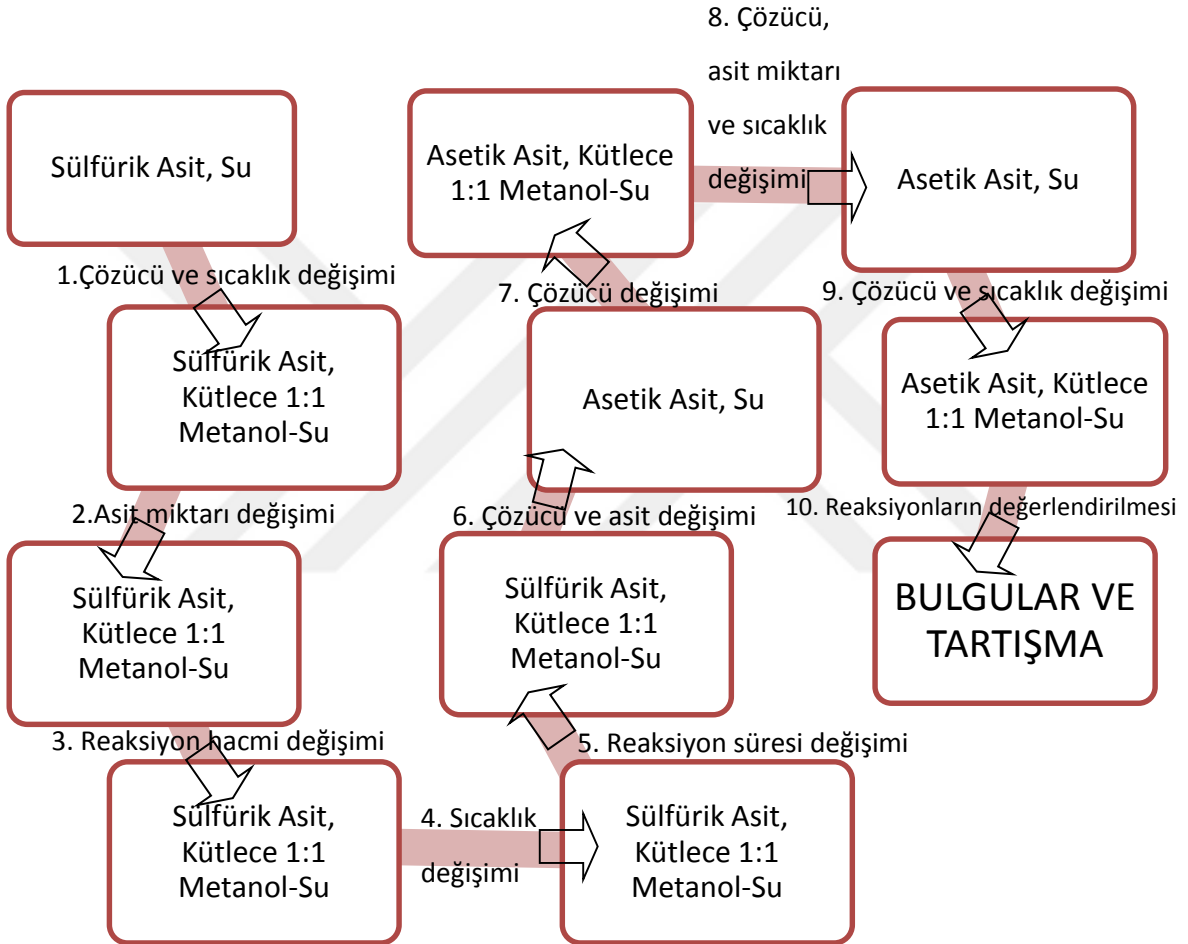 Sülfürik Asit, Su
1.Çözücü ve sıcaklık değişimi
Sülfürik Asit,
Kütlece 1:1
Metanol-Su
2.Asit miktarı değişimi
Sülfürik Asit,
Kütlece 1:1
Metanol-Su
3. Reaksiyon hacmi değişimi
Sülfürik Asit,
Kütlece 1:1
Metanol-Su
4. Sıcaklık
değişimi
Sülfürik Asit,
Kütlece 1:1
Metanol-Su
5. Reaksiyon süresi değişimi
Sülfürik Asit,
Kütlece 1:1
Metanol-Su
6. Çözücü ve asit değişimi
Asetik Asit, Su
7. Çözücü değişimi
Asetik Asit, Kütlece
1:1 Metanol-Su
8. Çözücü,
asit miktarı
ve sıcaklık
değişimi
Asetik Asit, Su
9. Çözücü ve sıcaklık değişimi
Asetik Asit, Kütlece
1:1 Metanol-Su
10. Reaksiyonların değerlendirilmesi
BULGULAR VE
TARTIŞMA